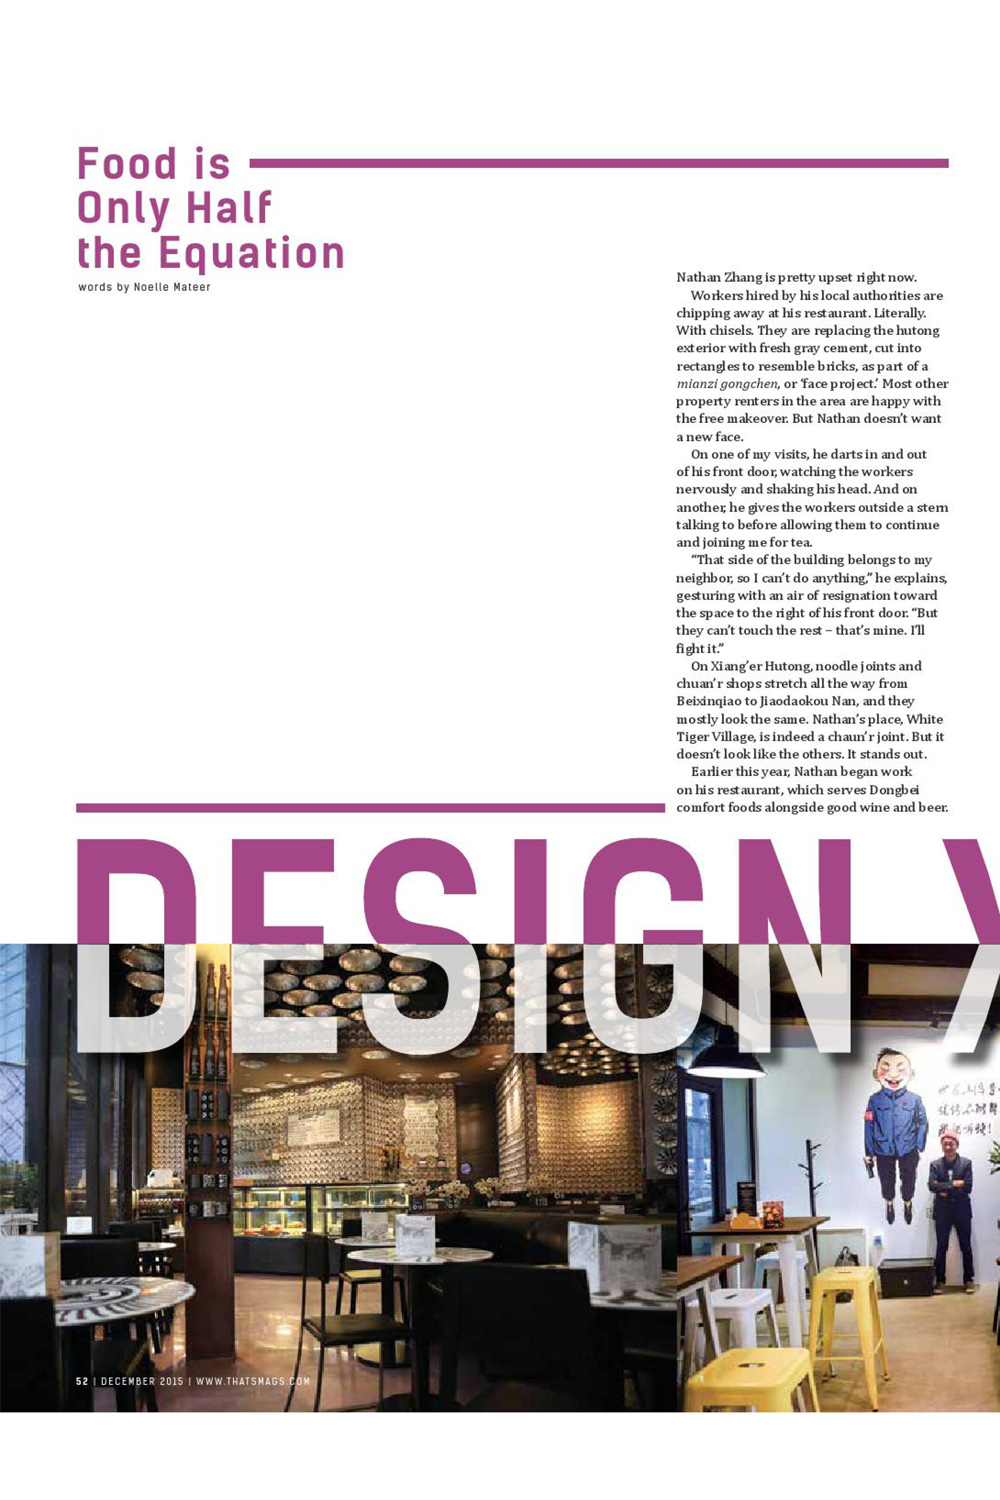 Food is
Only Half
the Equation
words by Noelle Mateer
Nathan Zhang is pretty upset right now.
Workers hired by his local authorities are
chipping away at his restaurant. Literally.
With chisels. They are replacing the hutong
exterior with fresh gray cement, cut into
rectangles to resemble bricks, as part of a
mianzi gongchen, or ‘face project.’ Most other
property renters in the area are happy with
the free makeover. But Nathan doesn’t want
a new face.
On one of my visits, he darts in and out
of his front door, watching the workers
nervously and shaking his head. And on
another, he gives the workers outside a stern
talking to before allowing them to continue
and joining me for tea.
“That side of the building belongs to my
neighbor, so I can’t do anything,” he explains,
gesturing with an air of resignation toward
the space to the right of his front door. “But
they can’t touch the rest – that’s mine. I’ll
fight it.”
On Xiang’er Hutong, noodle joints and
chuan’r shops stretch all the way from
Beixinqiao to Jiaodaokou Nan, and they
mostly look the same. Nathan’s place, White
Tiger Village, is indeed a chaun’r joint. But it
doesn’t look like the others. It stands out.
Earlier this year, Nathan began work
on his restaurant, which serves Dongbei
comfort foods alongside good wine and beer.
DESIGN
52 | DECEMBER 2015 | WWW.THATSMAGS.COM